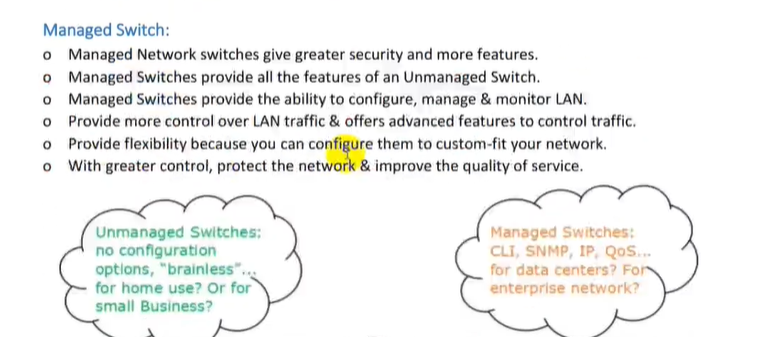 Managed Switch:
o Managed Network switches give greater security and more features.
o Managed Switches provide all the features of an Unmanaged Switch.
o Managed Switches provide the ability to configure, manage & monitor LAN.
o Provide more control over LAN traffic & offers advanced features to control traffic.
o Provide flexibility because you can configure them to custom-fit your network.
o With greater control, protect the network & improve the quality of service.
Unmanaged Switches:
no configuration
options, "brainless"...
for home use? Or for
small Business?
Managed Switches:
CLI, SNMP, IP, QoS...
for data centers? For
enterprise network?